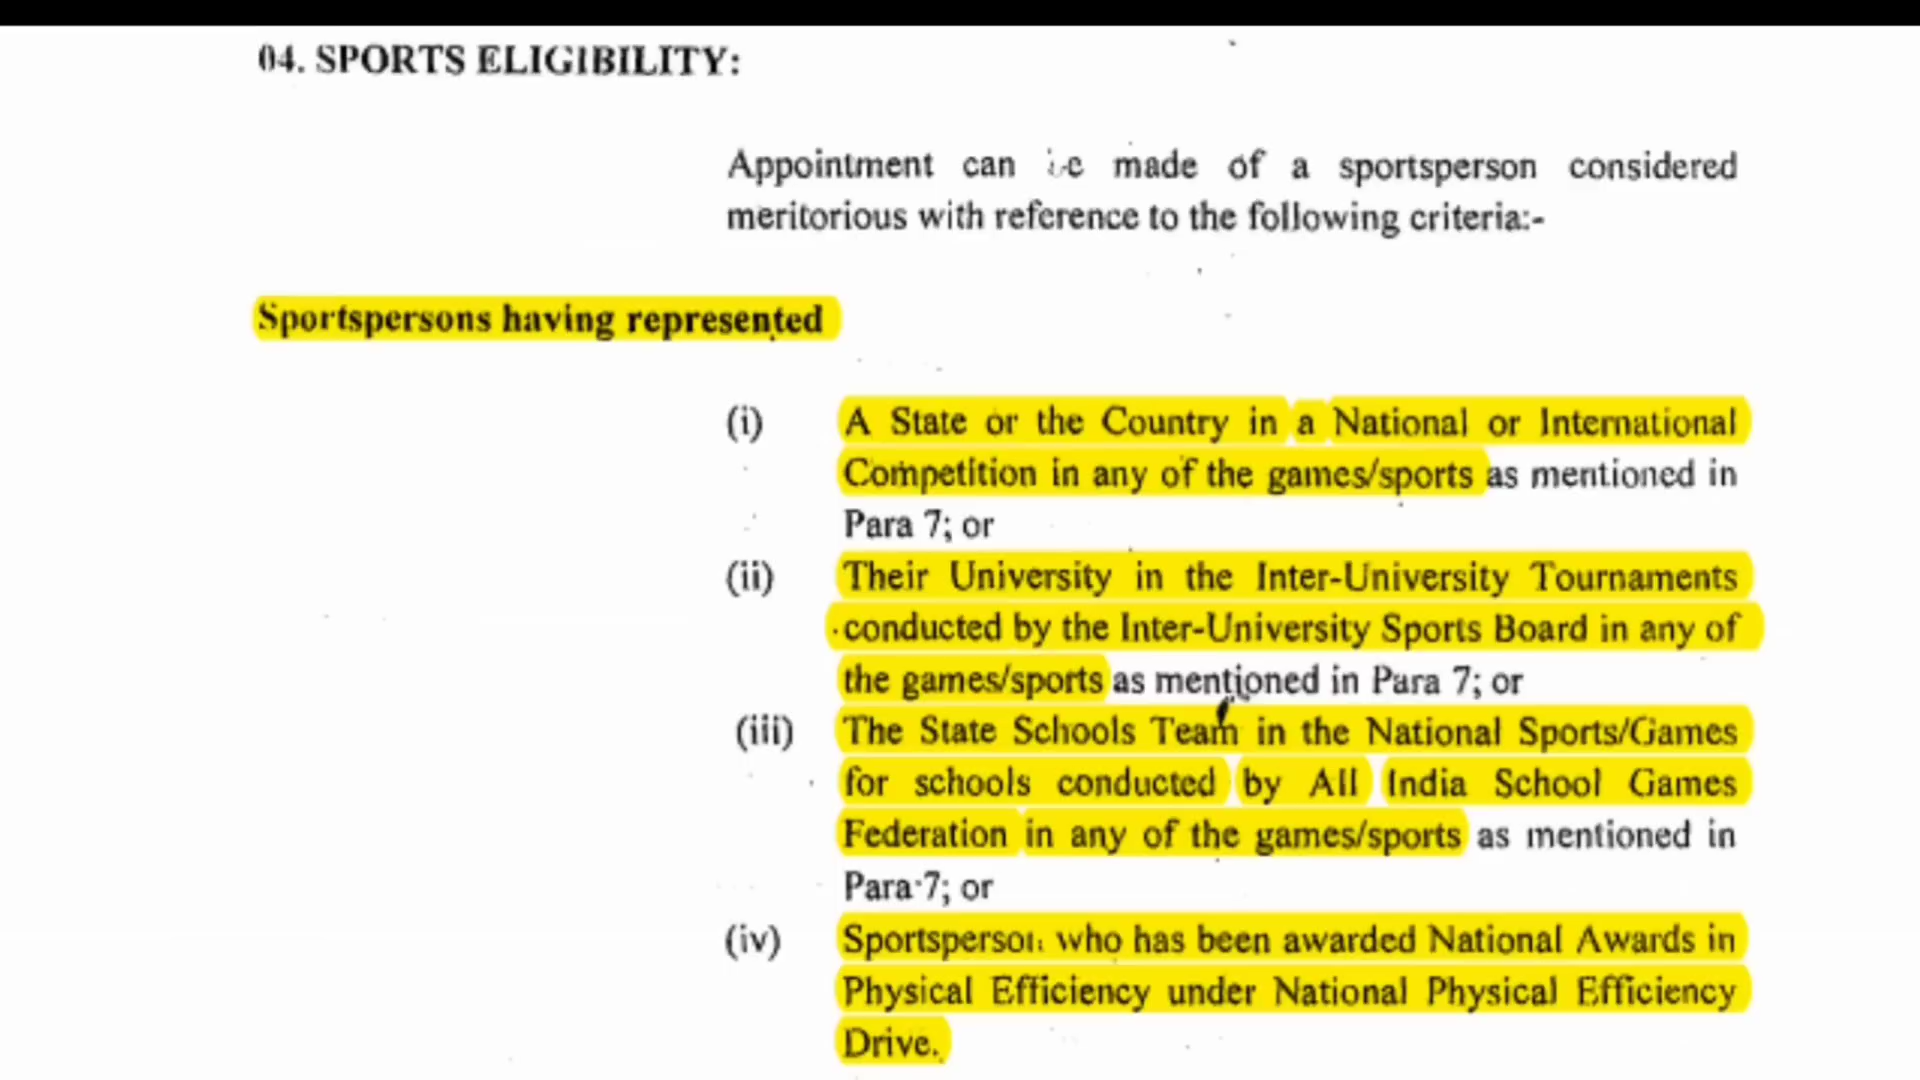 04. SPORTS ELIGIBILITY:
Appointment can be made of a sportsperson considered
meritorious with reference to the following criteria:-
Sportspersons having represented
(i) A State or the Country in a National or International
Competition in any of the games/sports as mentioned in
Para 7; or
(ii) Their University in the Inter-University Tournaments
conducted by the Inter-University Sports Board in any of
the games/sports as mentioned in Para 7; or
(iii) The State Schools Team in the National Sports/Games
for schools conducted by All India School Games
Federation in any of the games/sports as mentioned in
Para 7; or
(iv) Sportsperson who has been awarded National Awards in
Physical Efficiency under National Physical Efficiency
Drive.